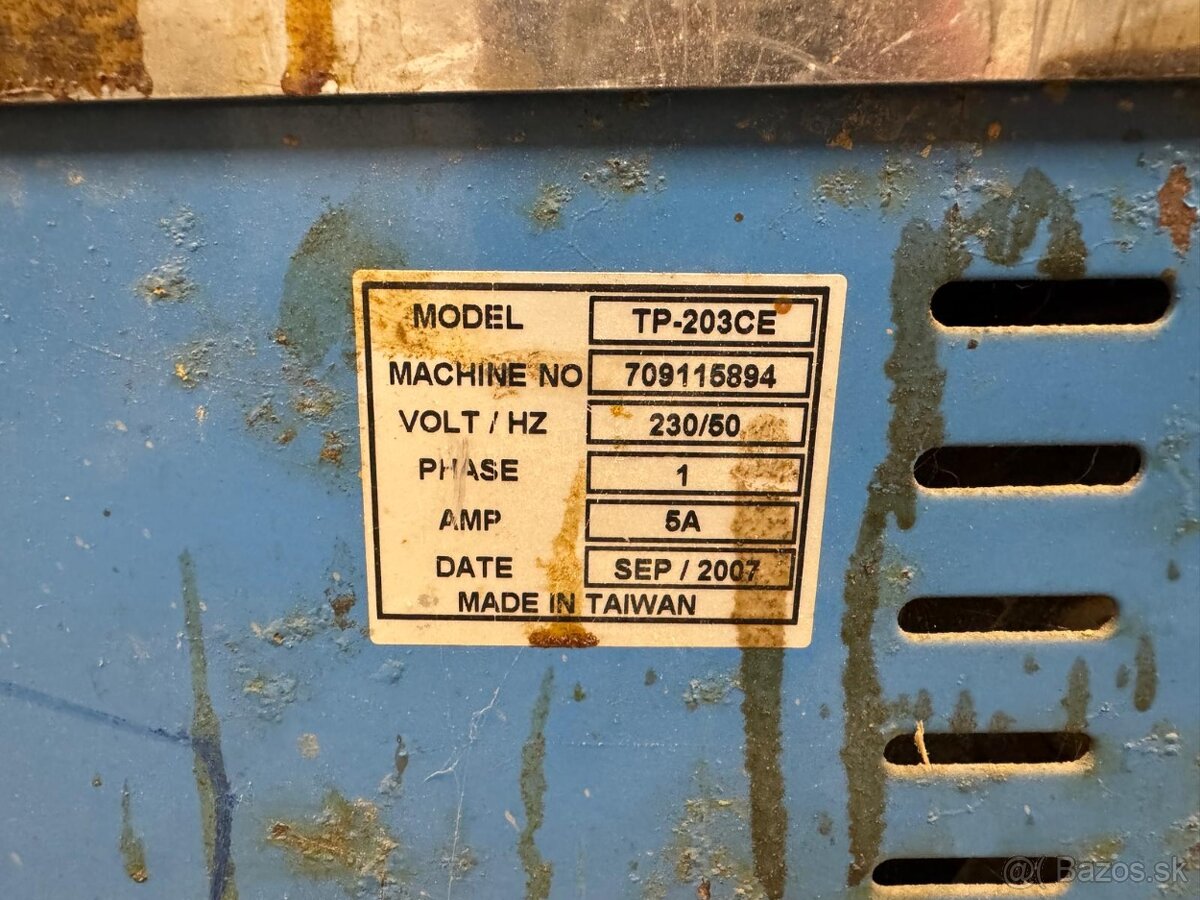 MODEL TP-203CE
MACHINE NO 709115894
VOLT / HZ 230/50
PHASE 1
AMP 5A
DATE SEP / 2007
MADE IN TAIWAN
@ Bazos.sk